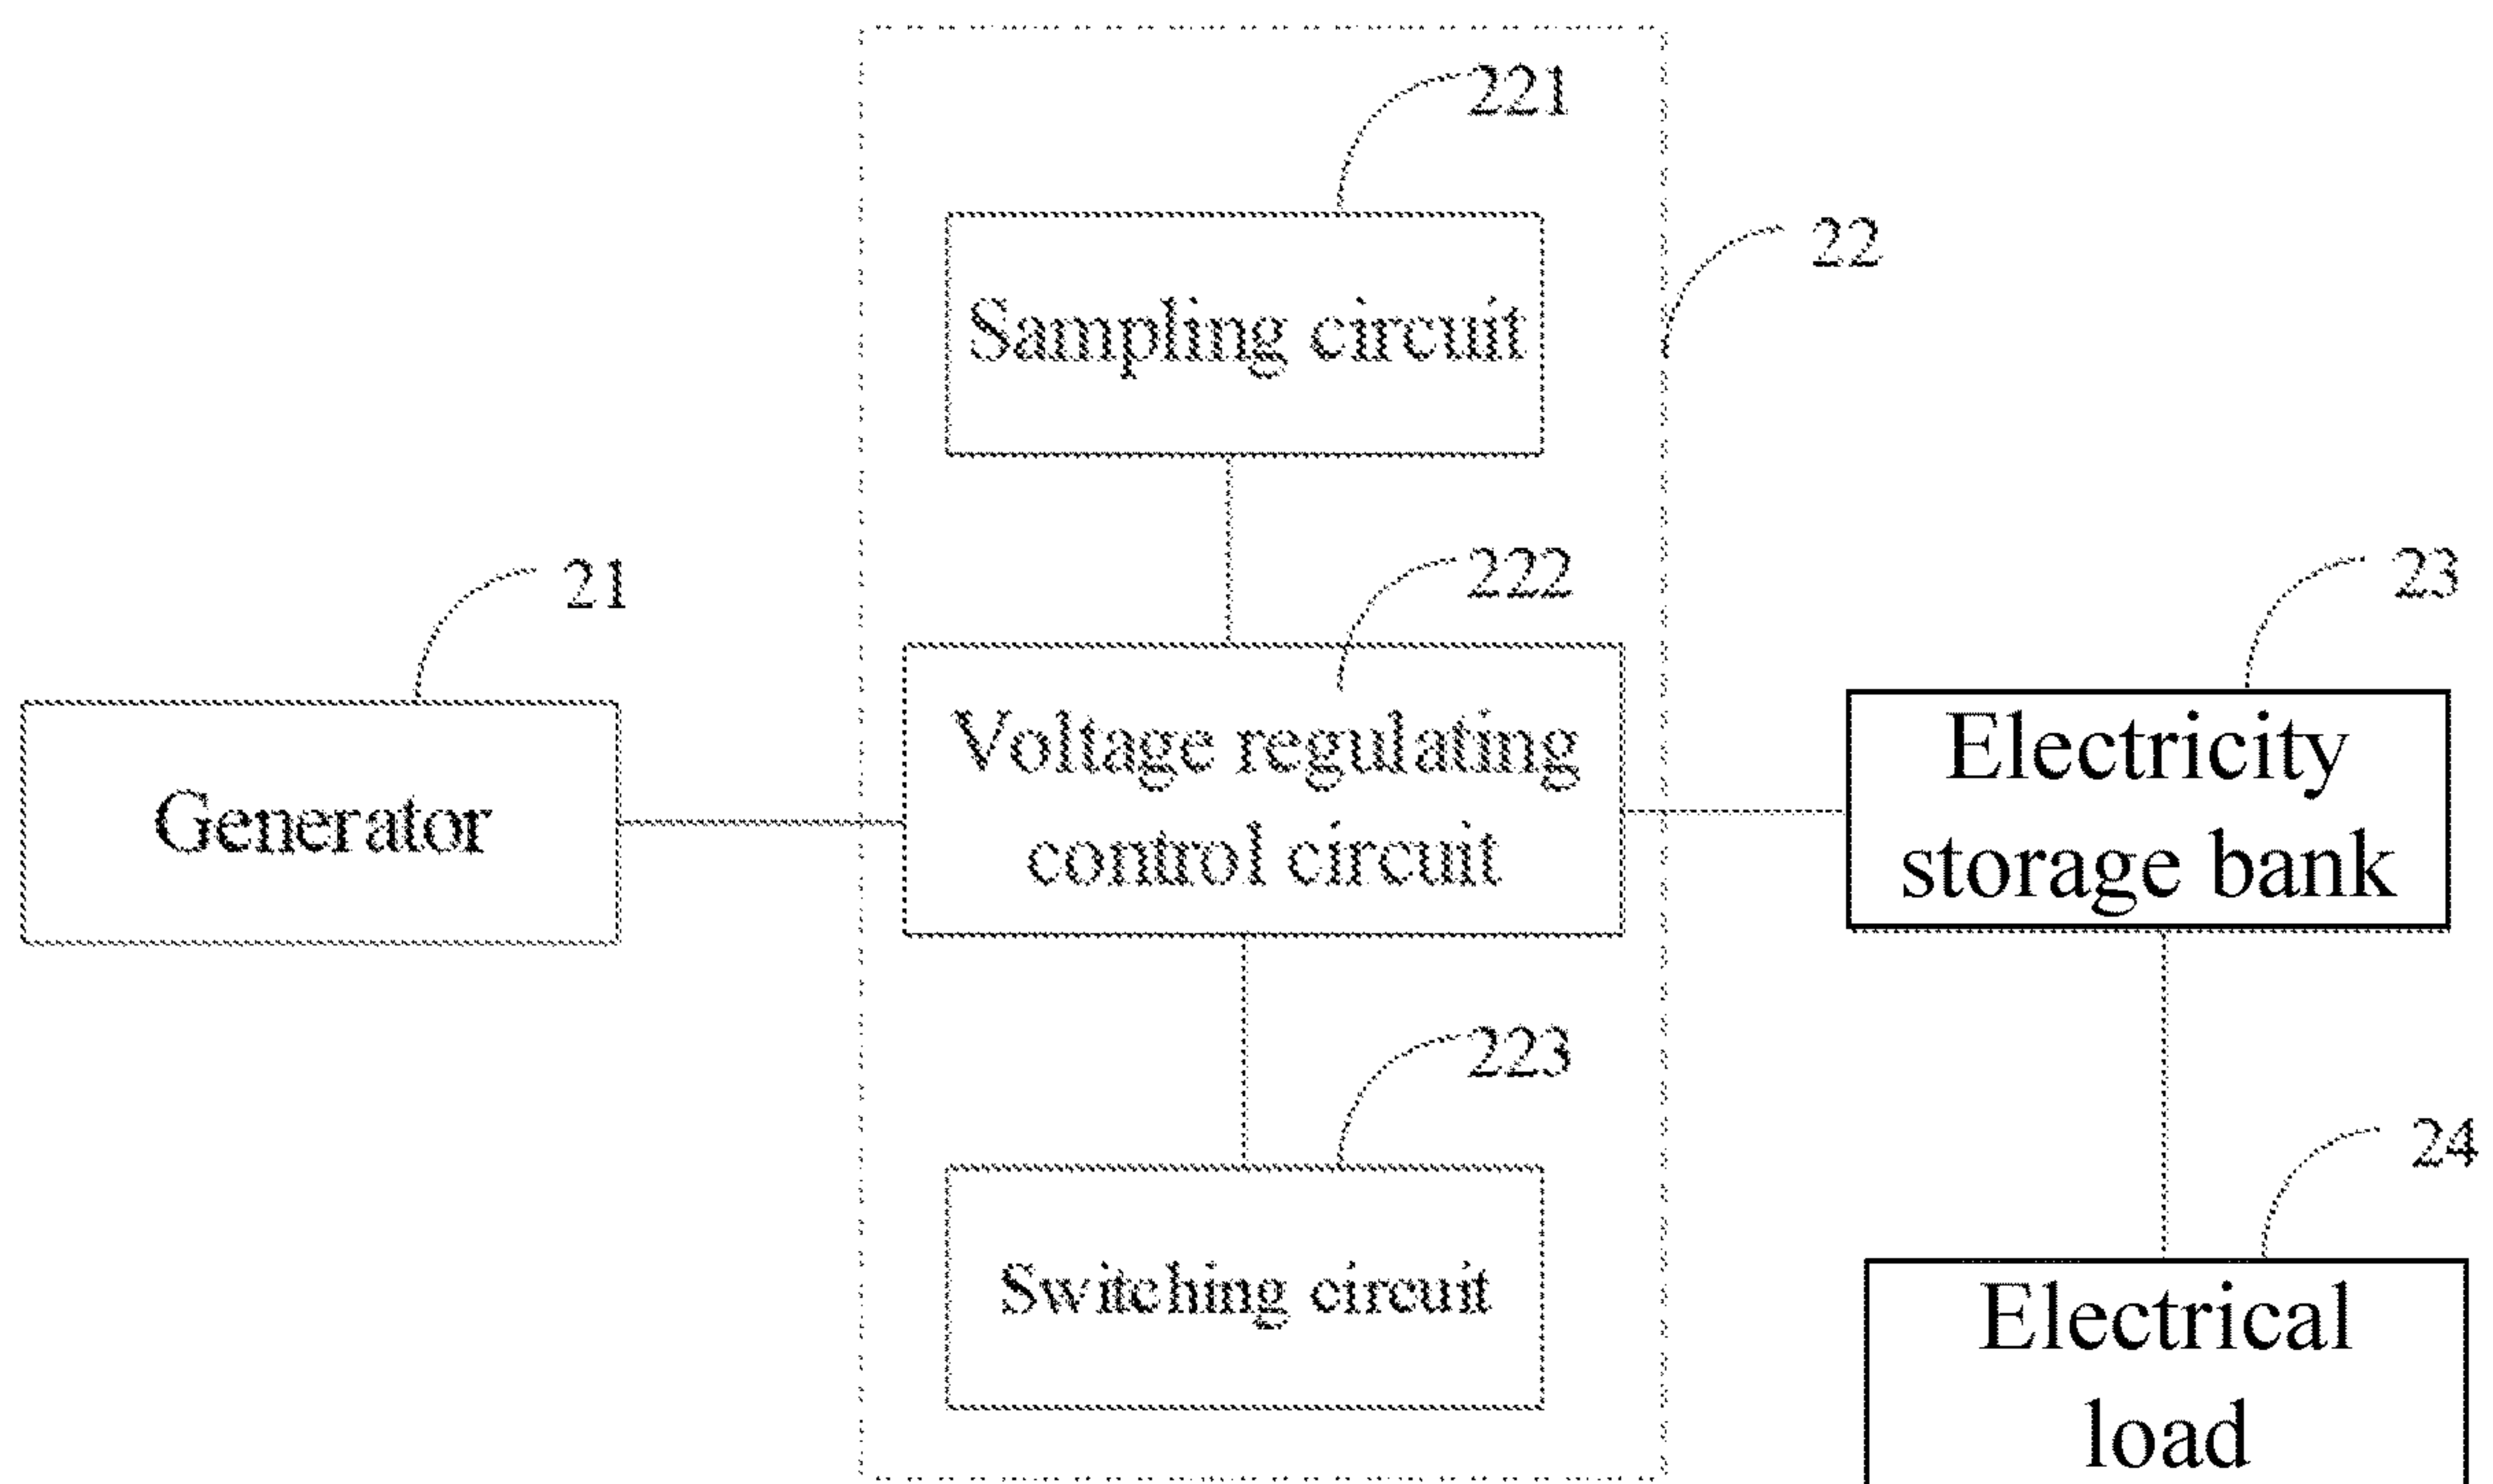 221
Sampling circuit
22
222
21
Voltage regulating
control circuit
Generator
23
Electricity
storage bank
223
Switching circuit
24
Electrical
load